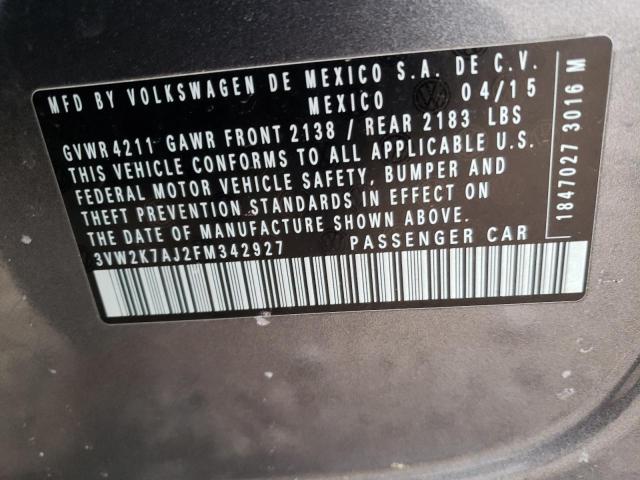 MFD BY VOLKSWAGEN DE MEXICO S.A. DE C.V.
MEXICO 04/15
GVWR 4211 GAWR FRONT 2138 / REAR 2183 LBS
THIS VEHICLE CONFORMS TO ALL APPLICABLE U.S.
FEDERAL MOTOR VEHICLE SAFETY, BUMPER AND
THEFT PREVENTION STANDARDS IN EFFECT ON
THE DATE OF MANUFACTURE SHOWN ABOVE.
3VW2K7AJ2FM342927 PASSENGER CAR
1847027 3016 M